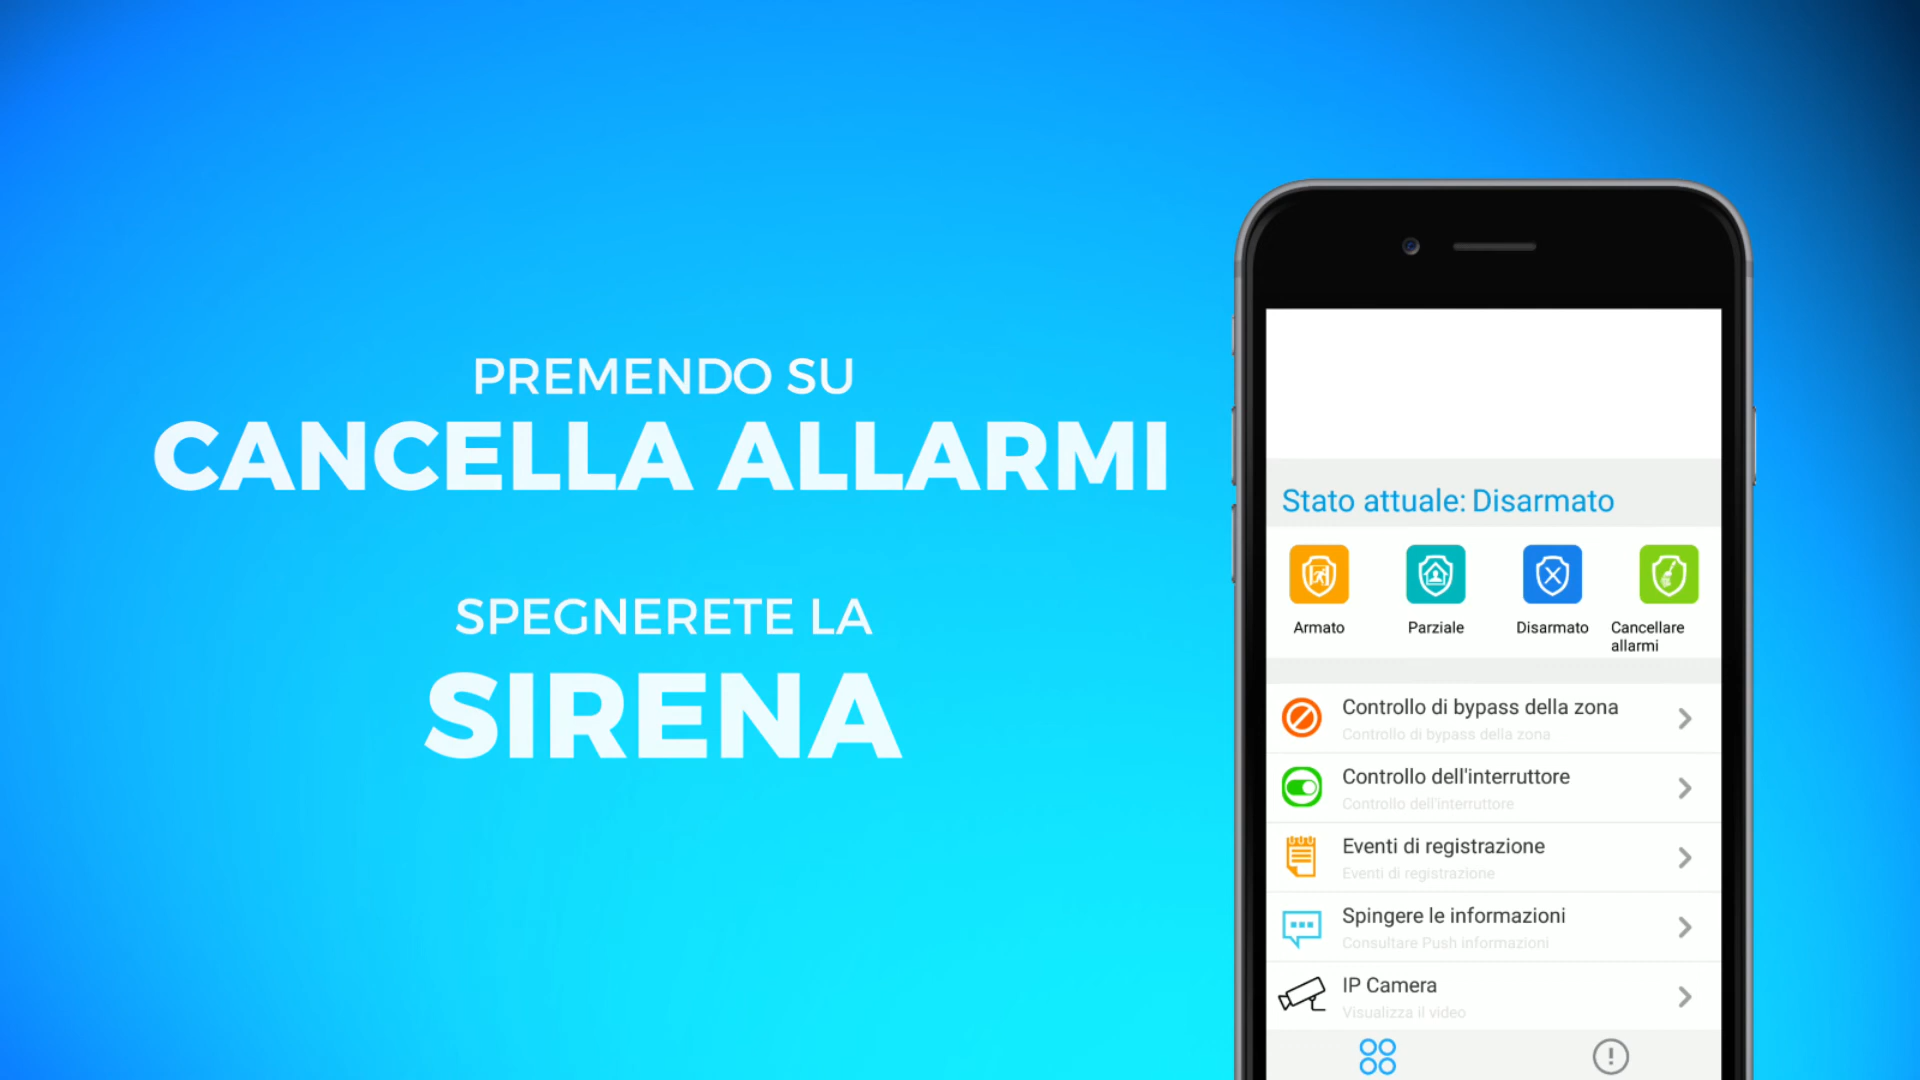 PREMENDO SU
CANCELLA ALLARMI
SPEGNERETE LA
SIRENA
Stato attuale: Disarmato
Armato
Parziale
Disarmato
Cancellare
allarmi
Controllo di bypass della zona
Controllo di bypass della zona
Controllo dell'interruttore
Controllo dell'interruttore
Eventi di registrazione
Eventi di registrazione
Spingere le informazioni
Consultare Push informazioni
IP Camera
Visualizza il video